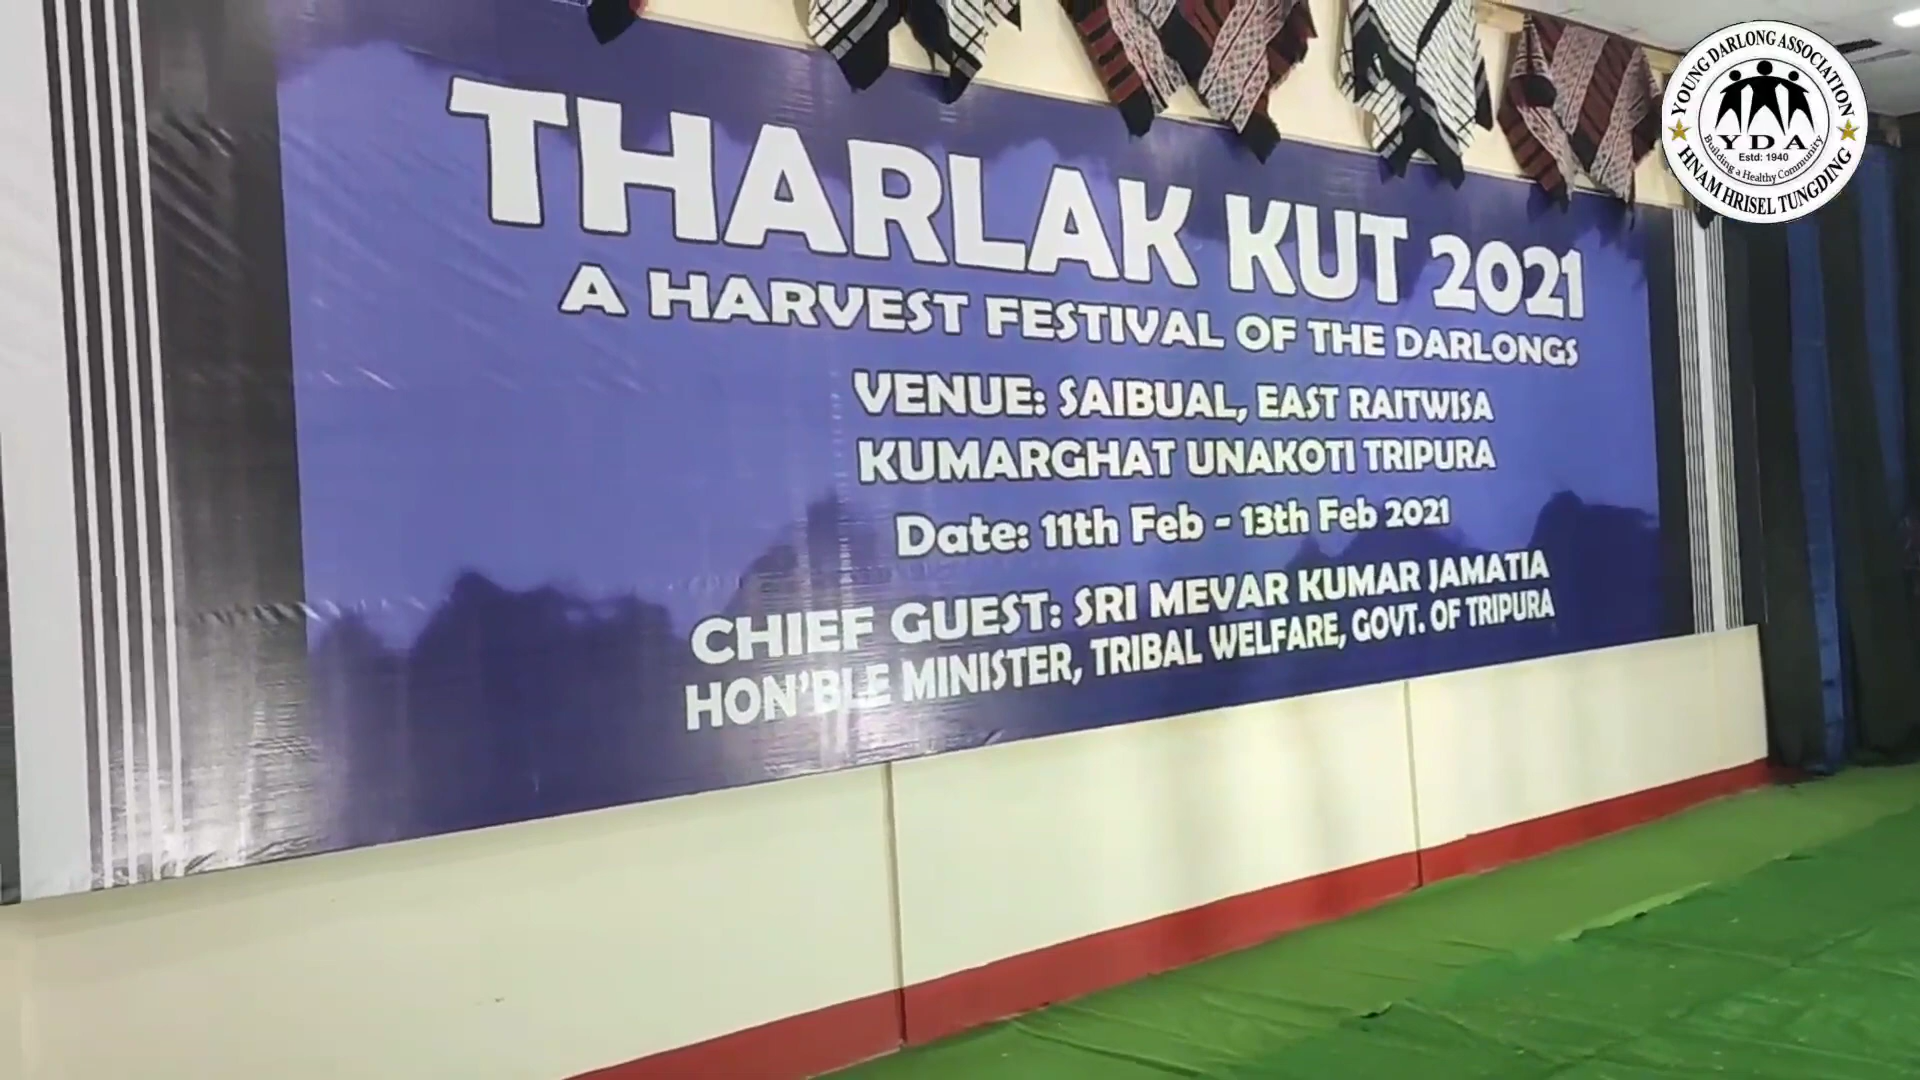 THARLAK KUT 2021
A HARVEST FESTIVAL OF THE DARLONGS
VENUE: SAIBUAL, EAST RAITWISA
KUMARGHAT UNAKOTI TRIPURA
Date: 11th Feb - 13th Feb 2021
CHIEF GUEST: SRI MEVAR KUMAR JAMATIA
HON'BLE MINISTER, TRIBAL WELFARE, GOVT. OF TRIPURA
YOUNG DARLONG ASSOCIATION
YDA
Estd: 1940
Building a Healthy Community
HNAM HRISEL TUNGDING